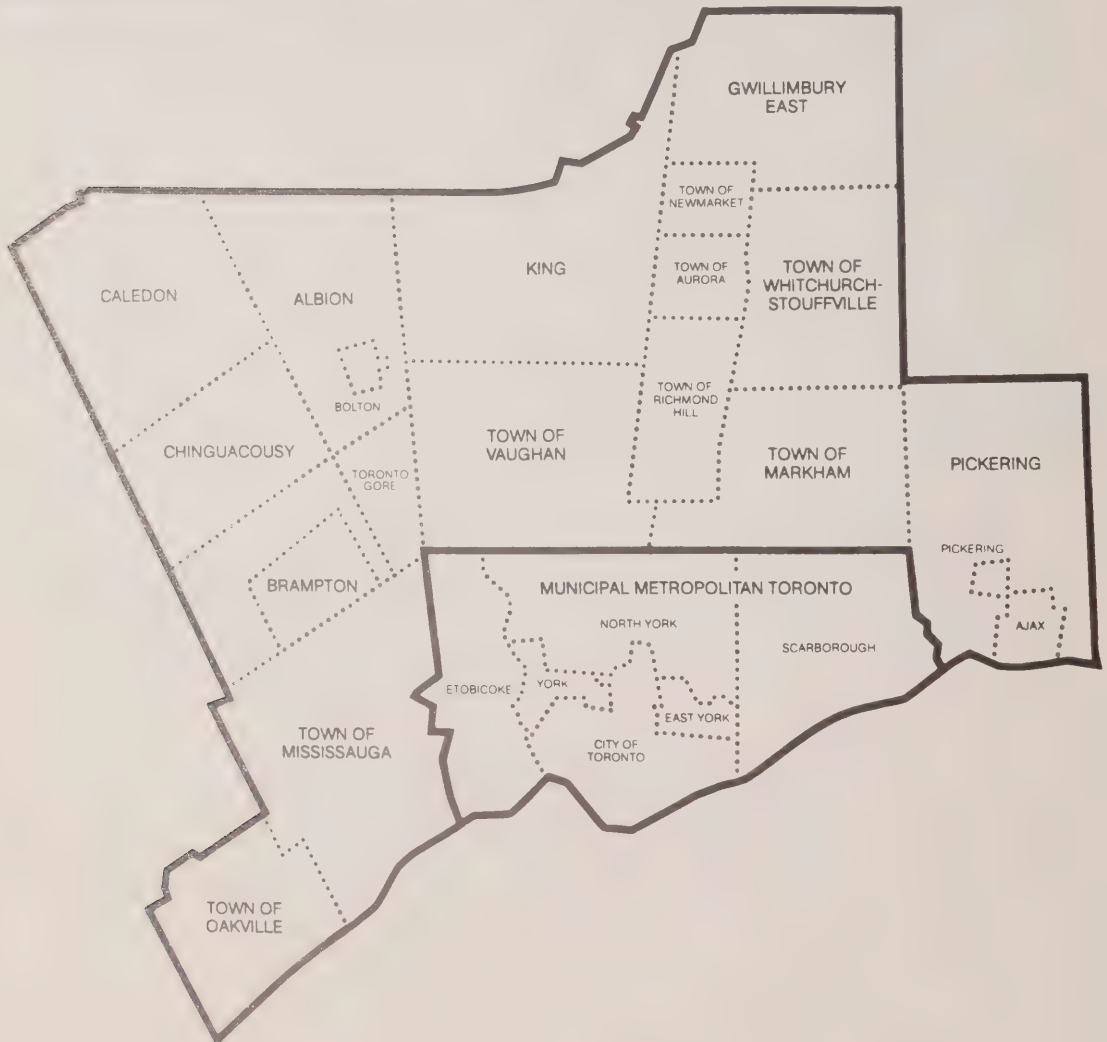 GWILLIMBURY
EAST
TOWN OF
NEWMARKET
KING
TOWN OF
AURORA
TOWN OF
WHITCHURCH-
STOUFFVILLE
CALEDON
ALBION
BOLTON
TOWN OF
RICHMOND
HILL
CHINGUACOUSY
TOWN OF
VAUGHAN
TORONTO
GORE
TOWN OF
MARKHAM
PICKERING
PICKERING
BRAMPTON
MUNICIPAL METROPOLITAN TORONTO
NORTH YORK
AJAX
SCARBOROUGH
ETOBICOKE
YORK
EAST YORK
TOWN OF
MISSISSAUGA
CITY OF
TORONTO
TOWN OF
OAKVILLE